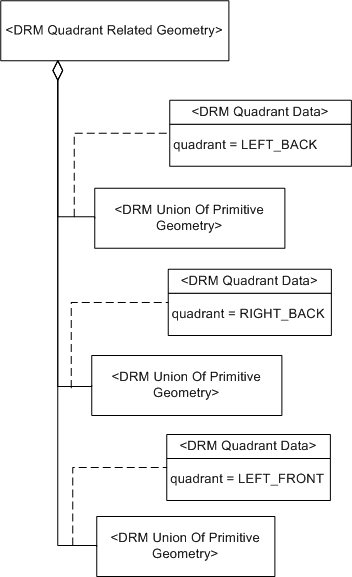 <DRM Quadrant Related Geometry>
<DRM Quadrant Data>
quadrant = LEFT_BACK
<DRM Union Of Primitive
Geometry>
<DRM Quadrant Data>
quadrant = RIGHT_BACK
<DRM Union Of Primitive
Geometry>
<DRM Quadrant Data>
quadrant = LEFT_FRONT
<DRM Union Of Primitive
Geometry>